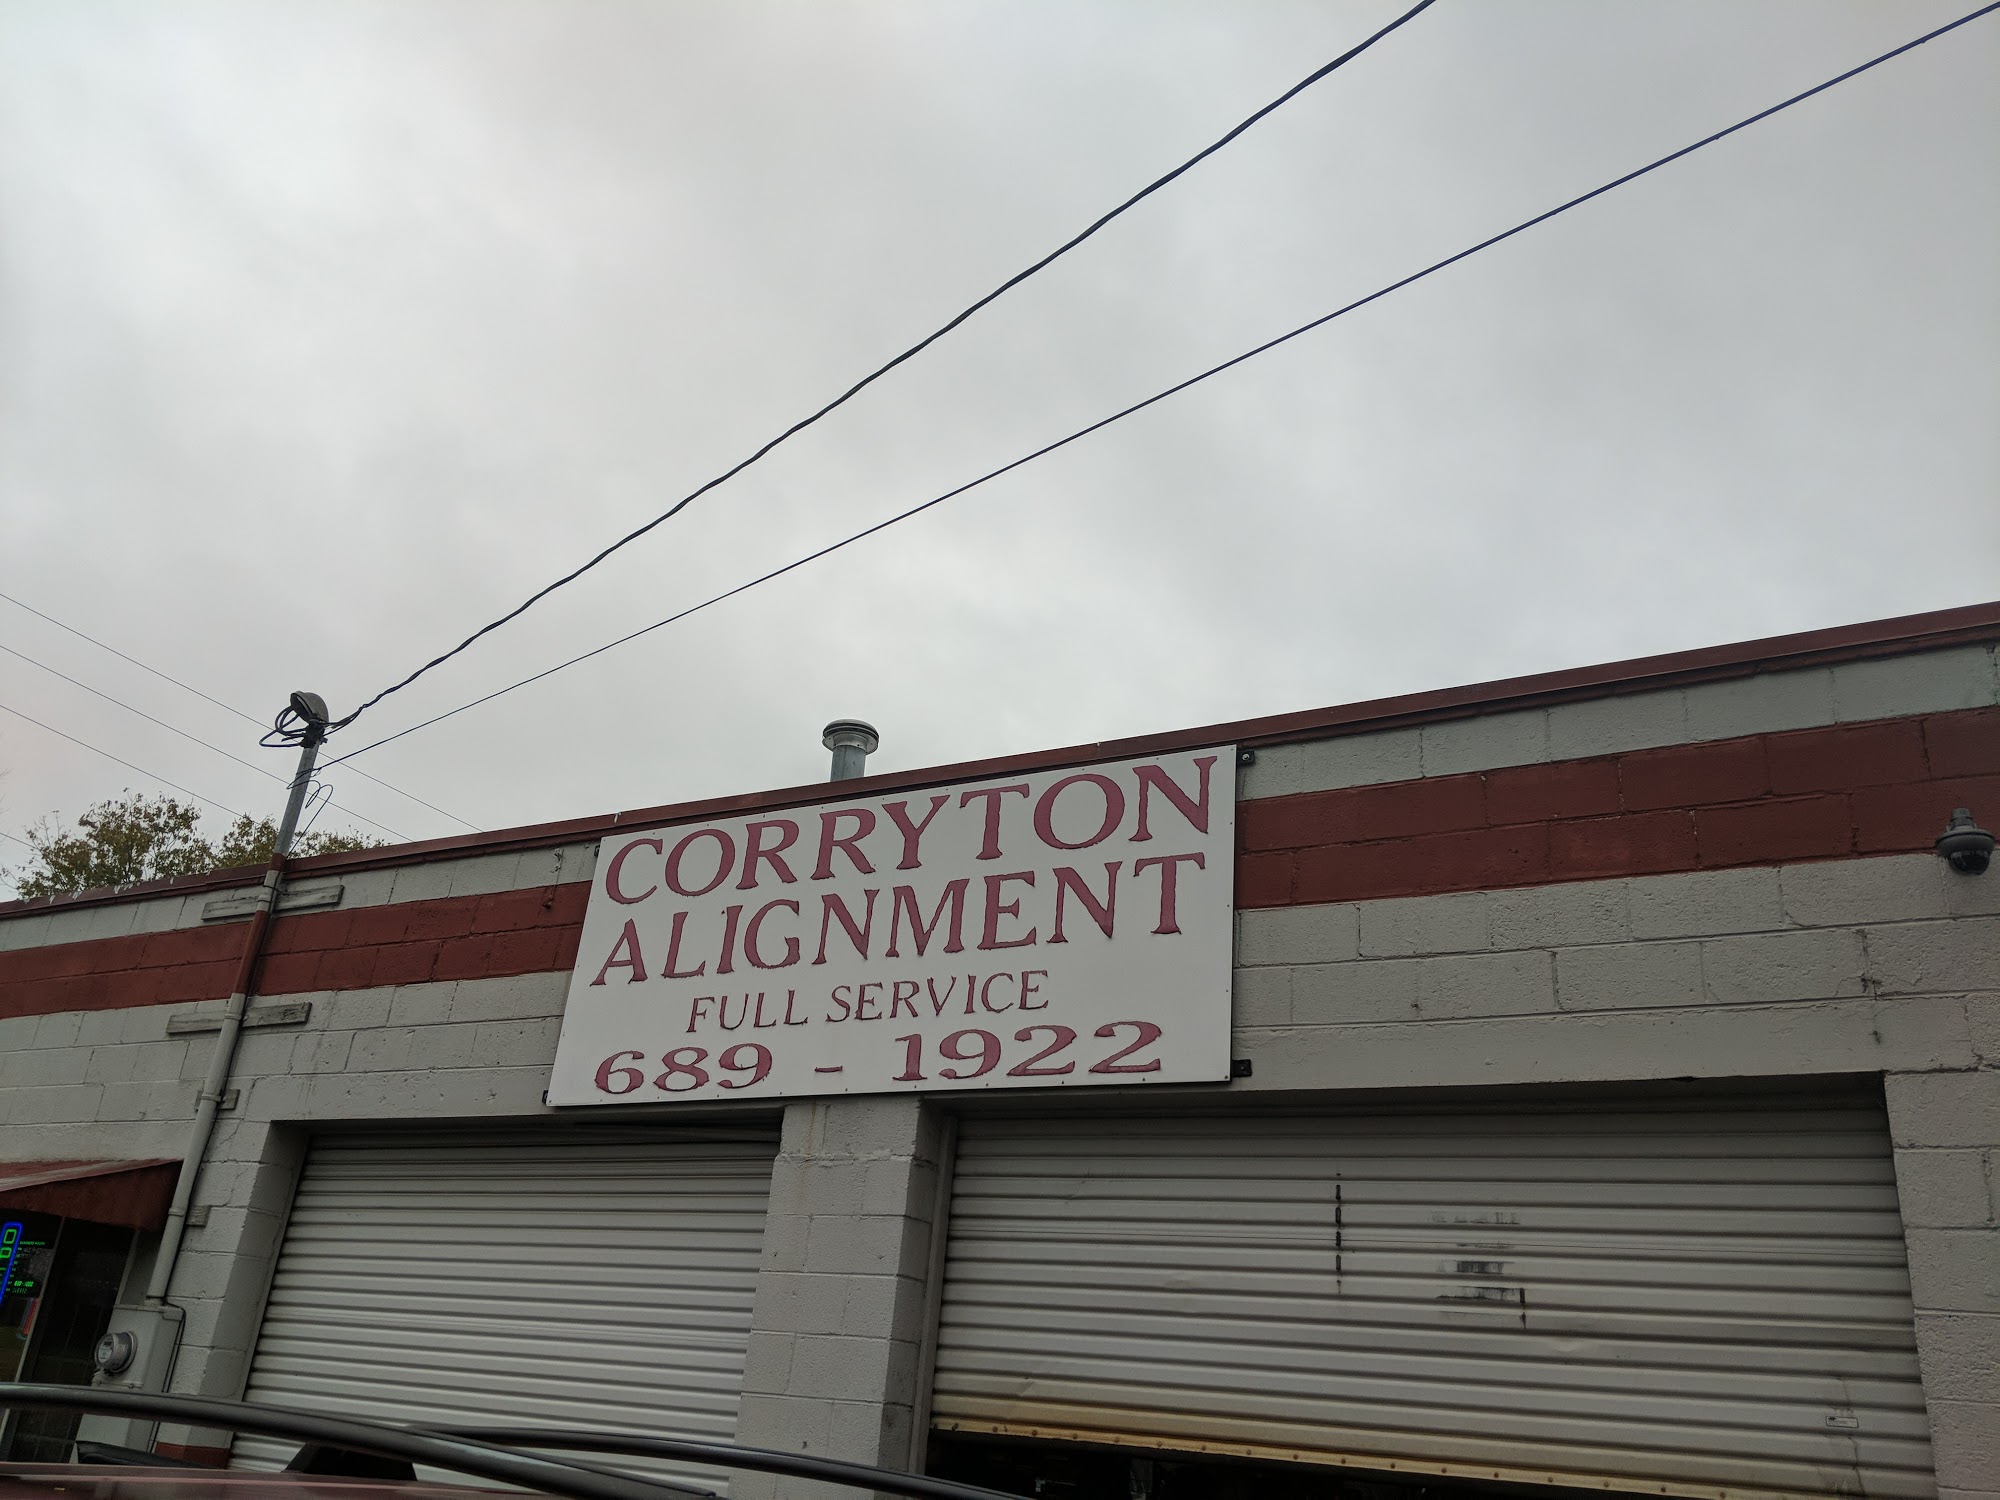 CORRYTON
ALIGNMENT
FULL SERVICE
689 - 1922